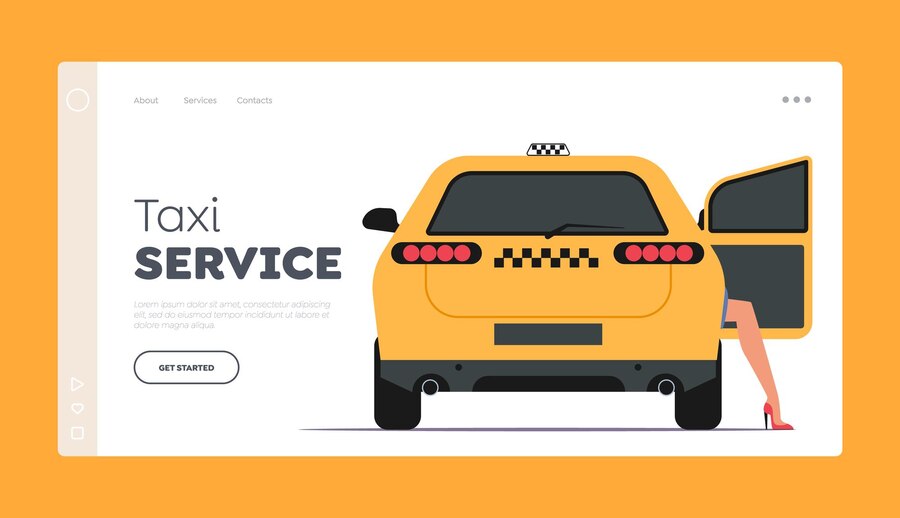 About Services Contacts
Taxi
SERVICE
Lorem ipsum dolor sit amet, consectetur adipiscing
elit, sed do eiusmod tempor incididunt ut labore et
dolore magna aliqua.
GET STARTED